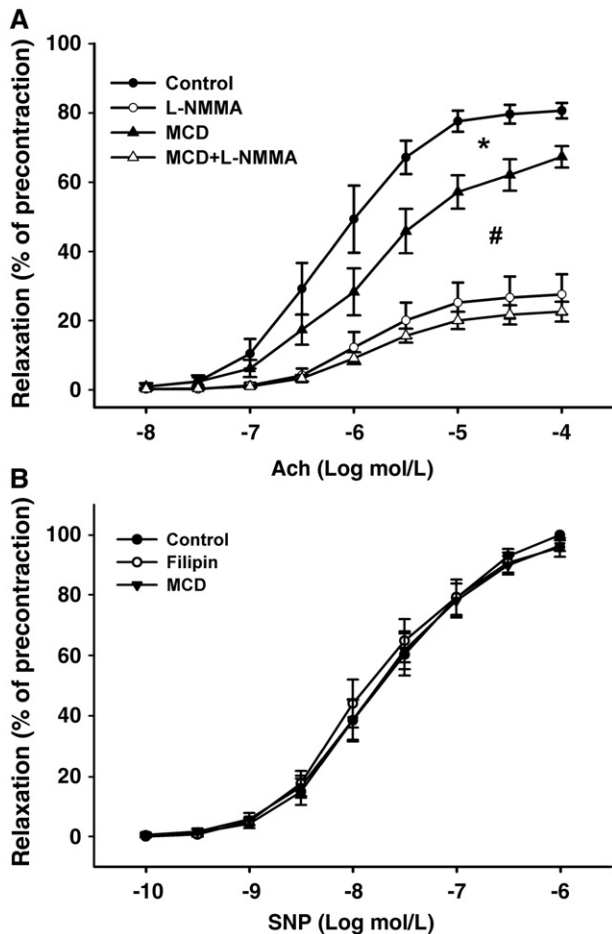 A
Relaxation (% of precontraction)
100
80
60
40
20
0
Control
L-NMMA
MCD
MCD+L-NMMA
*
#
-8
-7
-6
-5
-4
Ach (Log mol/L)
B
Relaxation (% of precontraction)
100
80
60
40
20
0
Control
Filipin
MCD
-10
-9
-8
-7
-6
SNP (Log mol/L)